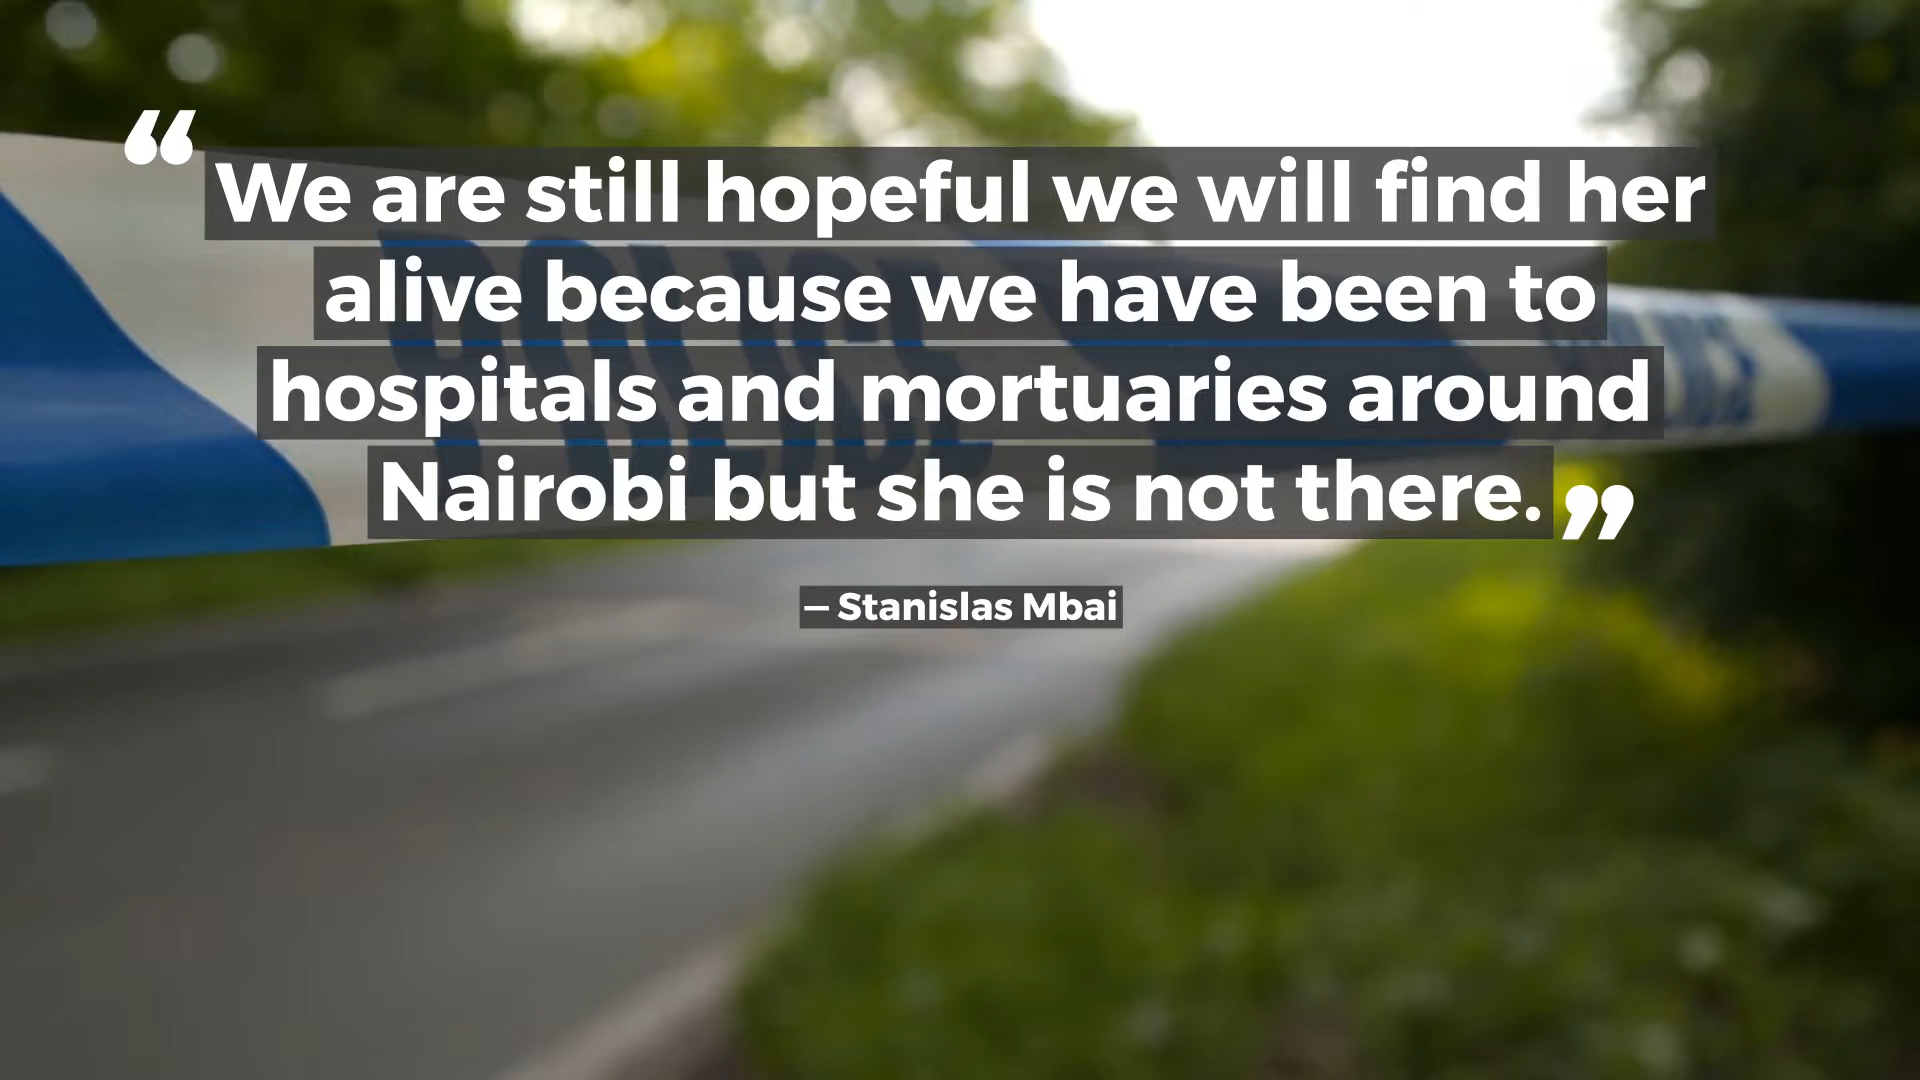 “We are still hopeful we will find her
alive because we have been to
hospitals and mortuaries around
Nairobi but she is not there.”
— Stanislas Mbai
POLICE